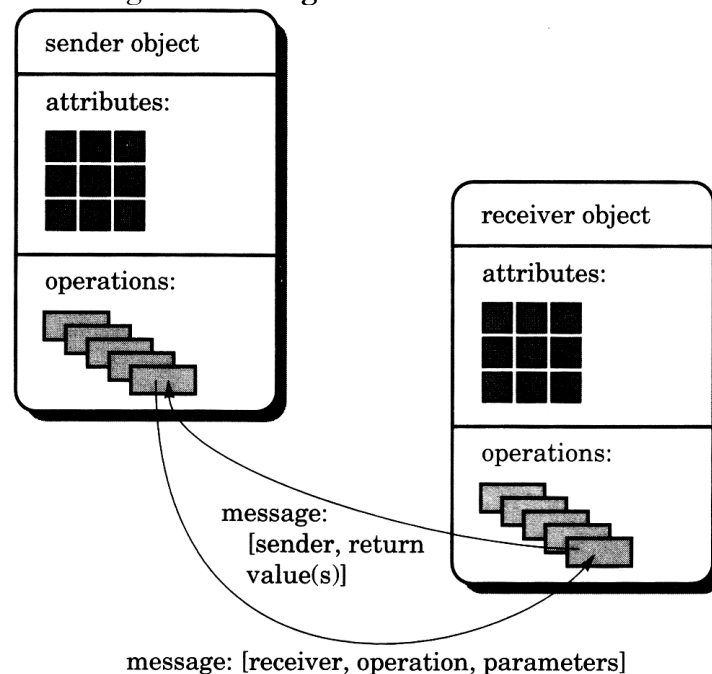 sender object
attributes:
operations:
receiver object
attributes:
operations:
message:
[sender, return
value(s)]
message: [receiver, operation, parameters]